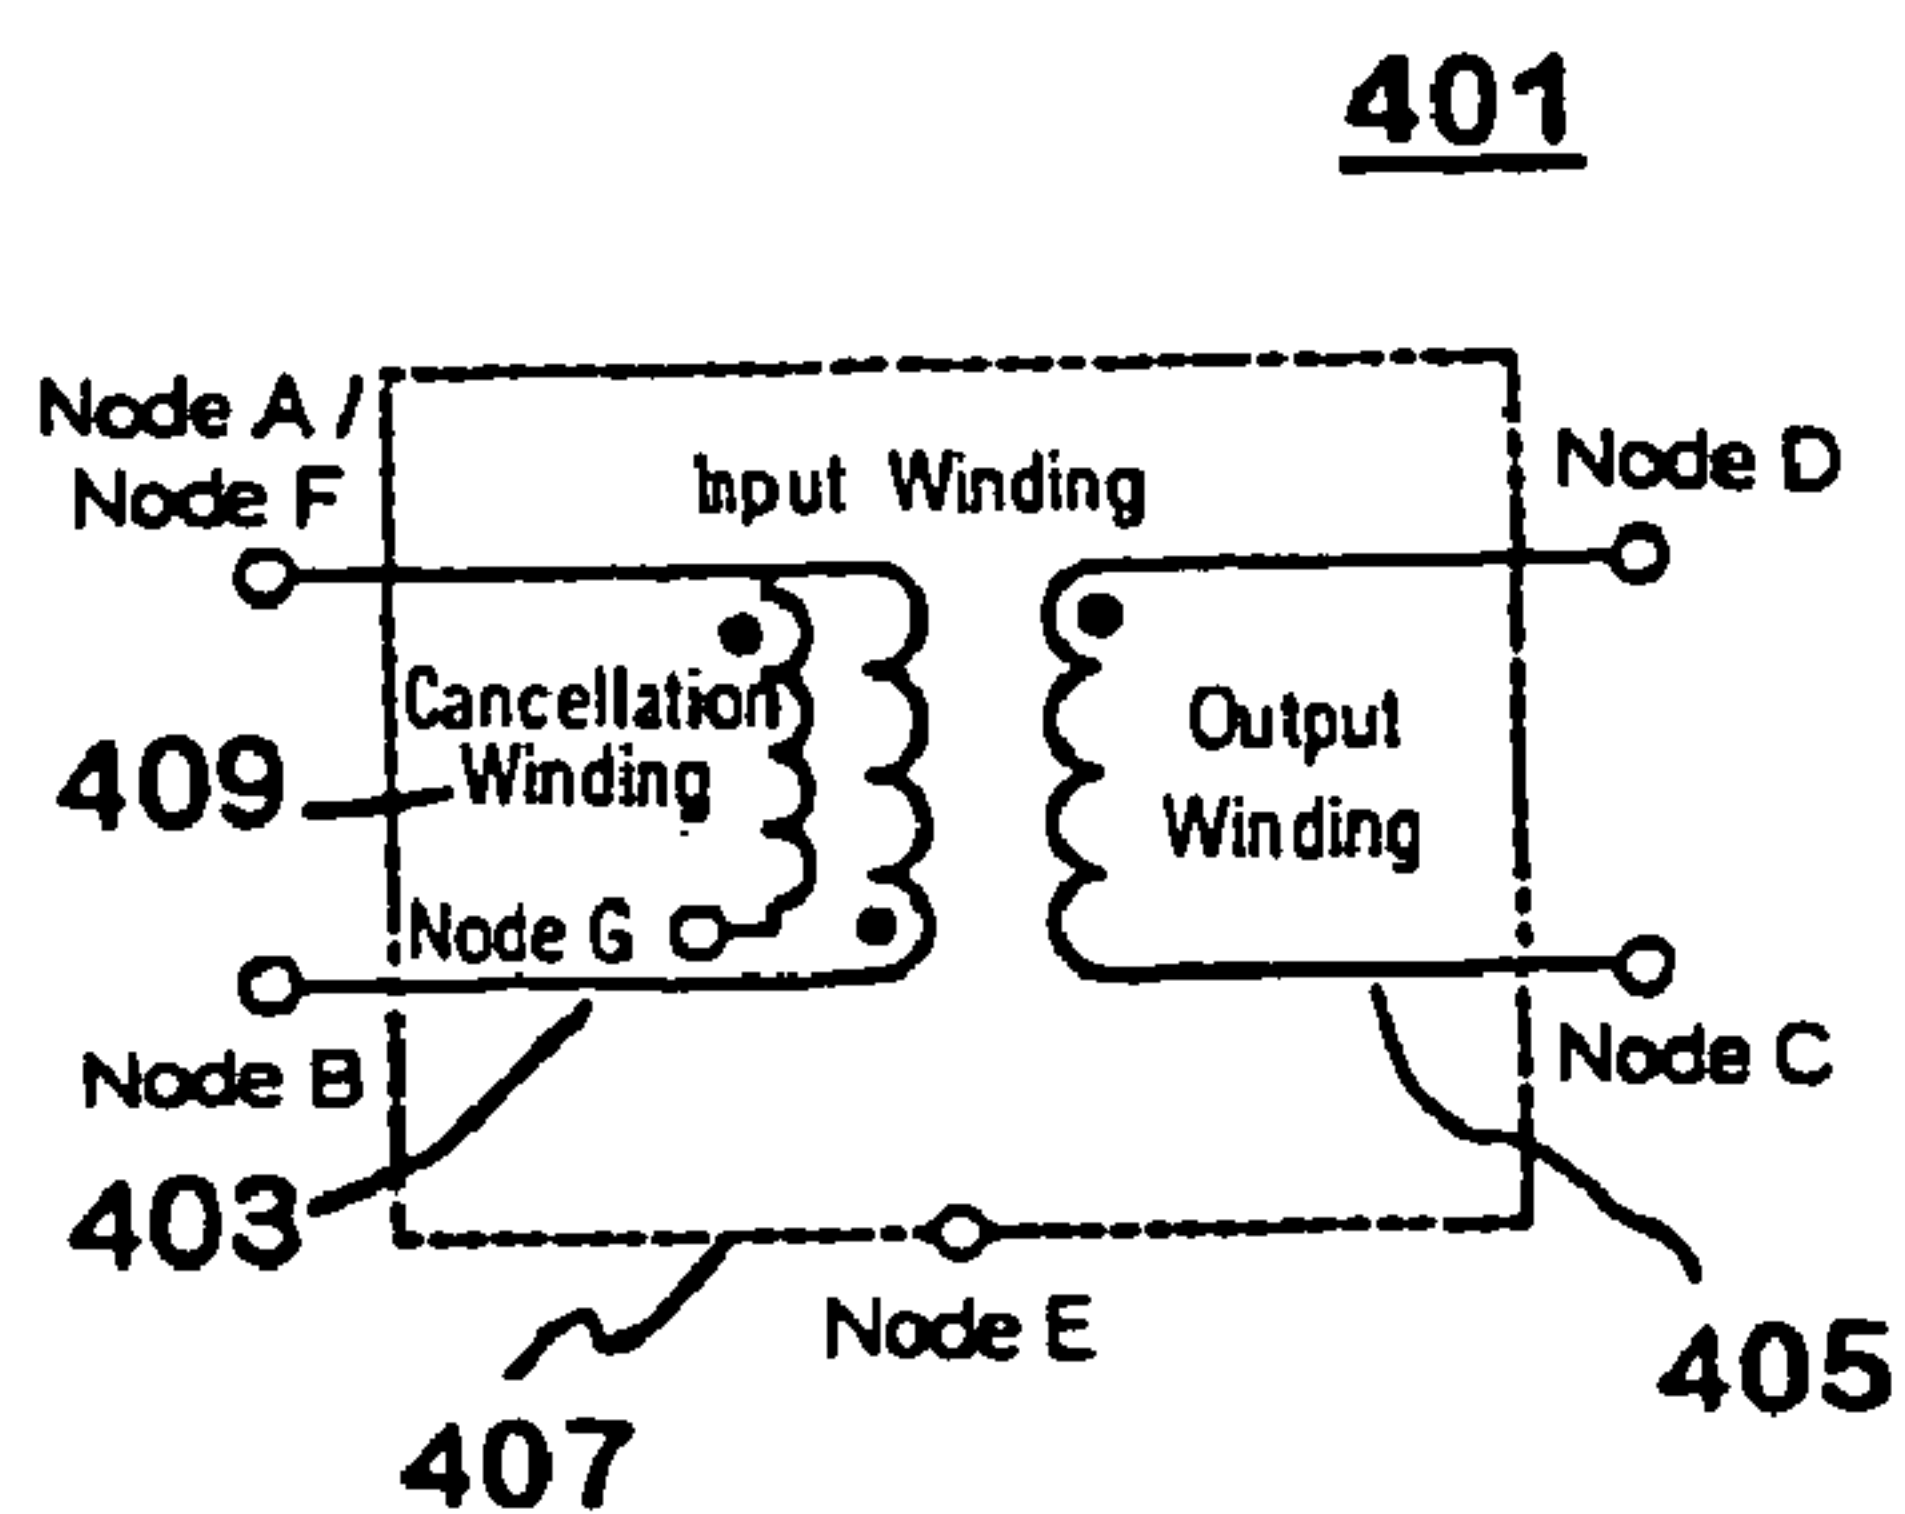 401
Node A /
Node F
Input Winding
Node D
Cancellation
Winding
409
Output
Winding
Node G
Node B
Node C
403
Node E
405
407